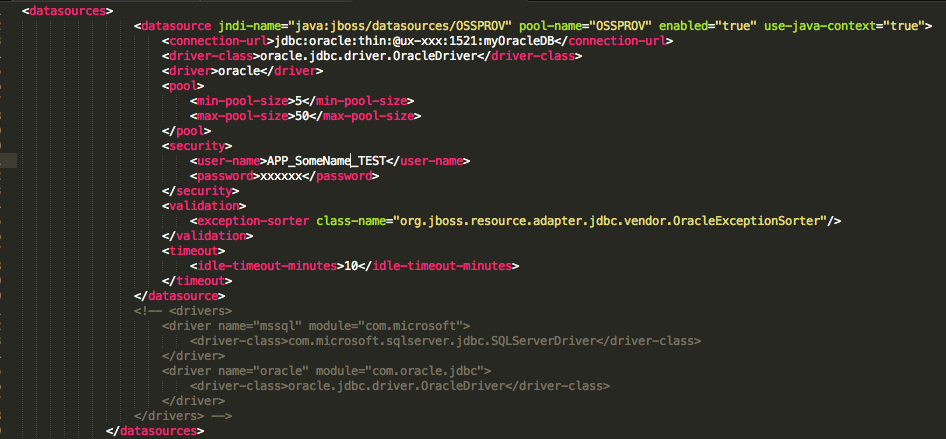 <datasources>
<datasource jndi-name="java:jboss/datasources/OSSPROV" pool-name="OSSPROV" enabled="true" use-java-context="true">
<connection-url>jdbc:oracle:thin:@ux-xxx:1521:myOracleDB</connection-url>
<driver-class>oracle.jdbc.driver.OracleDriver</driver-class>
<driver>oracle</driver>
<pool>
<min-pool-size>5</min-pool-size>
<max-pool-size>50</max-pool-size>
</pool>
<security>
<user-name>APP_SomeName_TEST</user-name>
<password>xxxxxx</password>
</security>
<validation>
<exception-sorter class-name="org.jboss.resource.adapter.jdbc.vendor.OracleExceptionSorter"/>
</validation>
<timeout>
<idle-timeout-minutes>10</idle-timeout-minutes>
</timeout>
</datasource>
<!-- <drivers>
<driver name="mssql" module="com.microsoft">
<driver-class>com.microsoft.sqlserver.jdbc.SQLServerDriver</driver-class>
</driver>
<driver name="oracle" module="com.oracle.jdbc">
<driver-class>oracle.jdbc.driver.OracleDriver</driver-class>
</driver>
</drivers> -->
</datasources>